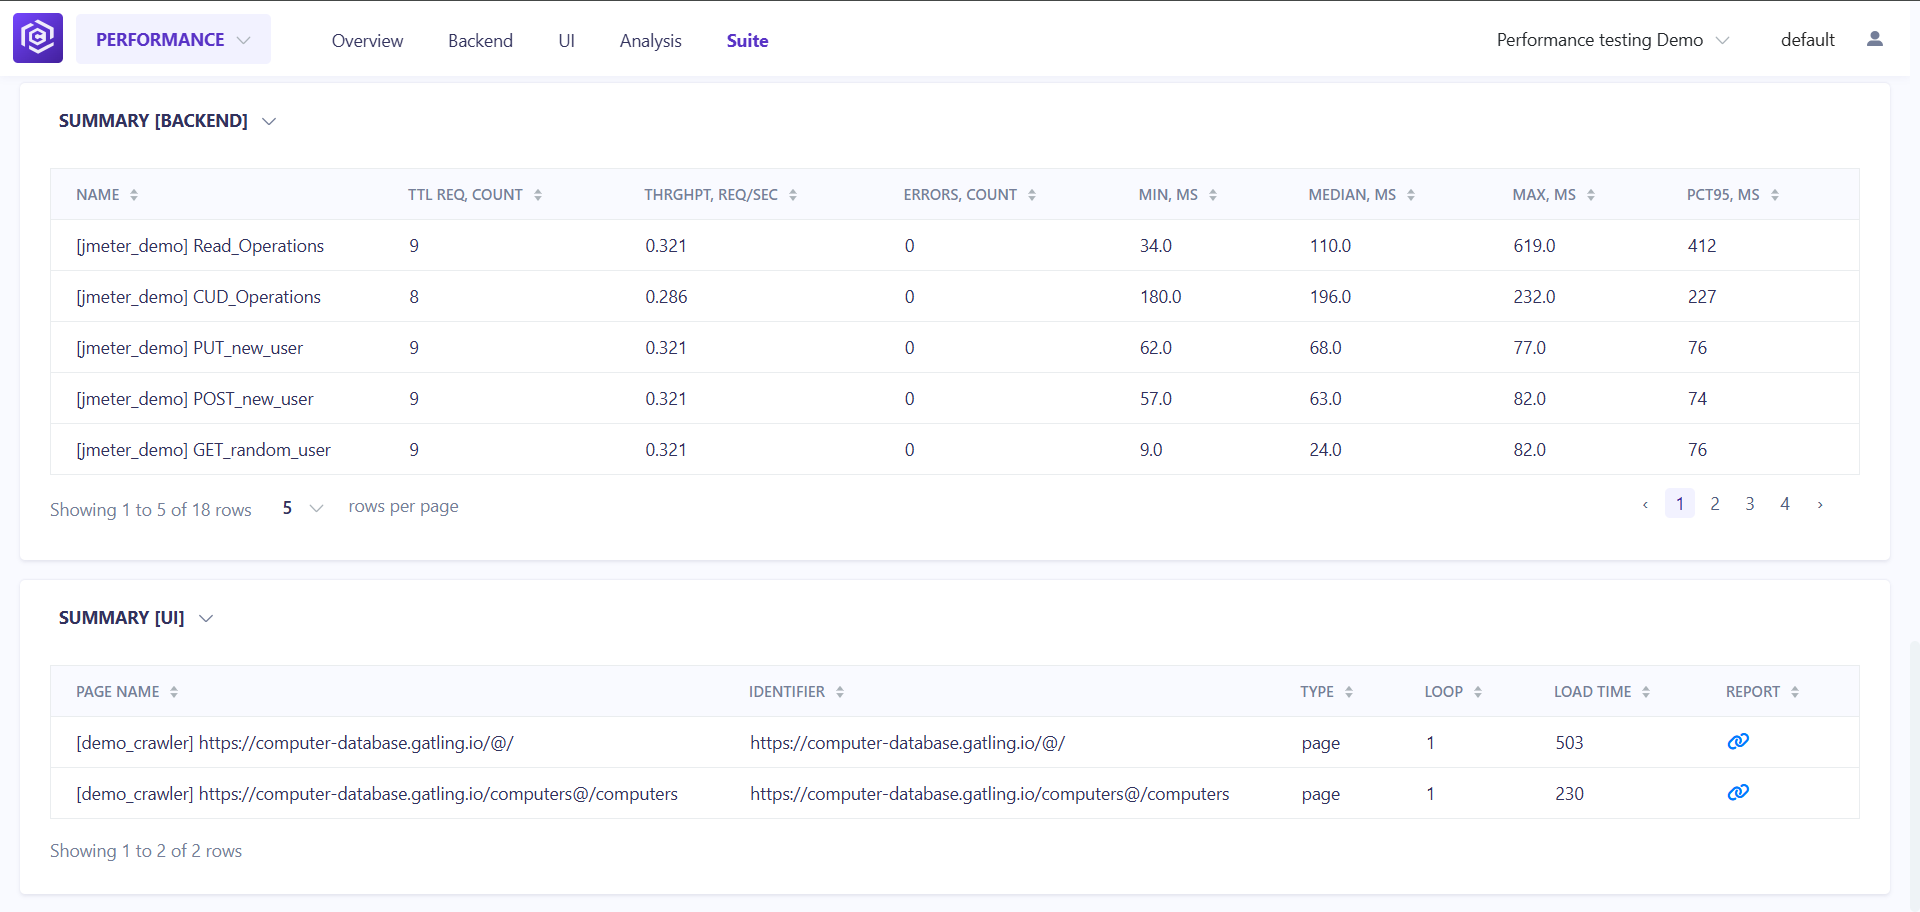 PERFORMANCE Overview Backend UI Analysis Suite Performance testing Demo default
SUMMARY [BACKEND]
NAME TTL REQ, COUNT THRGHPT, REQ/SEC ERRORS, COUNT MIN, MS MEDIAN, MS MAX, MS PCT95, MS
[jmeter_demo] Read_Operations 9 0.321 0 34.0 110.0 619.0 412
[jmeter_demo] CUD_Operations 8 0.286 0 180.0 196.0 232.0 227
[jmeter_demo] PUT_new_user 9 0.321 0 62.0 68.0 77.0 76
[jmeter_demo] POST_new_user 9 0.321 0 57.0 63.0 82.0 74
[jmeter_demo] GET_random_user 9 0.321 0 9.0 24.0 82.0 76
Showing 1 to 5 of 18 rows 5 rows per page ‹ 1 2 3 4 ›
SUMMARY [UI]
PAGE NAME IDENTIFIER TYPE LOOP LOAD TIME REPORT
[demo_crawler] https://computer-database.gatling.io/@/ https://computer-database.gatling.io/@/ page 1 503
[demo_crawler] https://computer-database.gatling.io/computers@/computers https://computer-database.gatling.io/computers@/computers page 1 230
Showing 1 to 2 of 2 rows